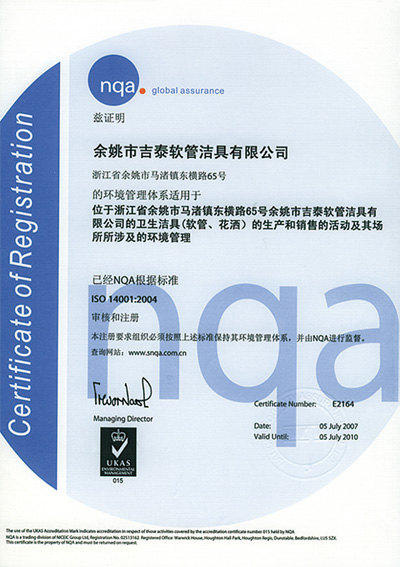 Certificate of Registration
nqa.
global assurance
兹证明
余姚市吉泰软管洁具有限公司
浙江省余姚市马渚镇东横路65号
的环境管理体系适用于
位于浙江省余姚市马渚镇东横路65号余姚市吉泰软管洁具有
限公司的卫生洁具(软管、花洒)的生产和销售的活动及其场
所所涉及的环境管理
已经NQA根据标准
ISO 14001:2004
审核和注册
本注册要求组织必须按照上述标准保持其环境管理体系，并由NQA进行监督。
查询网站：www.snqa.com.cn
nqa
Managing Director
Certificate Number: E2164
Date: 05 July 2007
Valid Until: 05 July 2010
UKAS
ENVIRONMENTAL
MANAGEMENT
015
The use of the UKAS Accreditation Mark indicates accreditation in respect of those activities covered by the accreditation certificate number 015 held by NQA.
NQA is a trading division of NICEIC Group Ltd, Registration No. 02513162. Registered Office: Warwick House, Houghton Hall Park, Houghton Regis, Dunstable, Bedfordshire, LU5 5ZX.
This certificate is the property of NQA and must be returned on request.